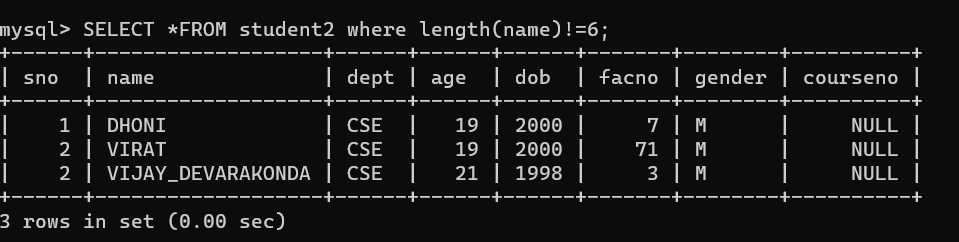 mysql> SELECT *FROM student2 where length(name)!=6;
+------+------------------+------+------+------+-------+--------+----------+
| sno  | name             | dept | age  | dob  | facno | gender | courseno |
+------+------------------+------+------+------+-------+--------+----------+
|    1 | DHONI            | CSE  |   19 | 2000 |     7 | M      |     NULL |
|    2 | VIRAT            | CSE  |   19 | 2000 |    71 | M      |     NULL |
|    2 | VIJAY_DEVARAKONDA | CSE  |   21 | 1998 |     3 | M      |     NULL |
+------+------------------+------+------+------+-------+--------+----------+
3 rows in set (0.00 sec)